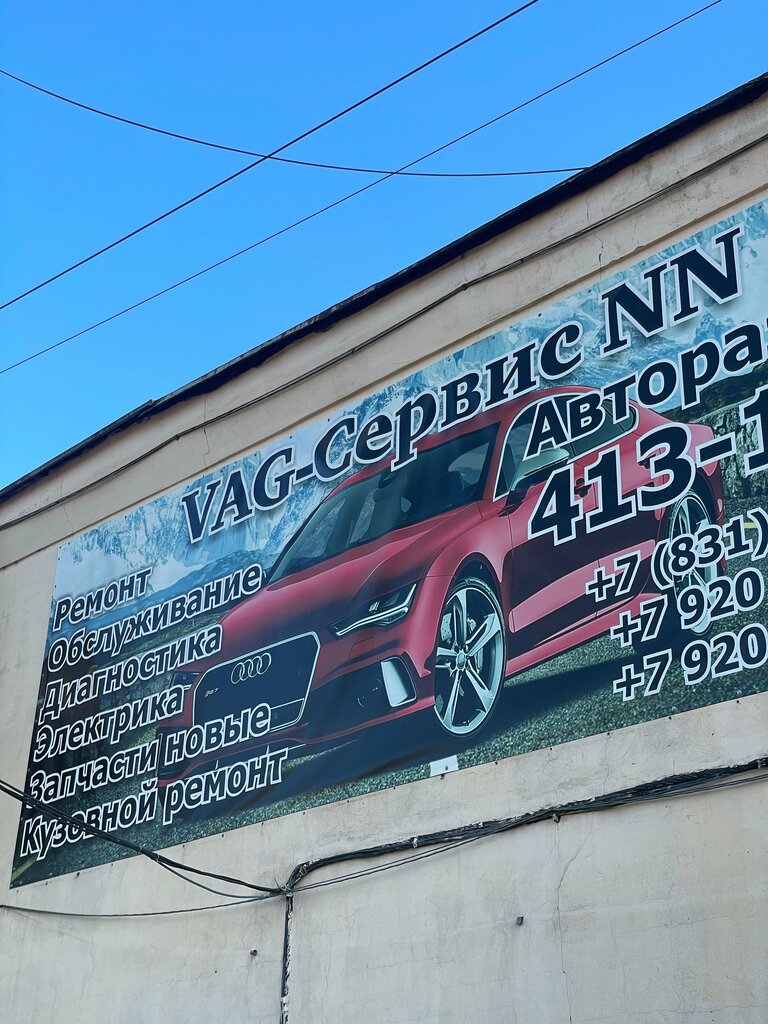 VAG-Сервис NN
Авторa
413-1
+7 (831)
+7 920
+7 920
Ремонт
Обслуживание
Диагностика
Электрика
Запчасти новые
Кузовной ремонт